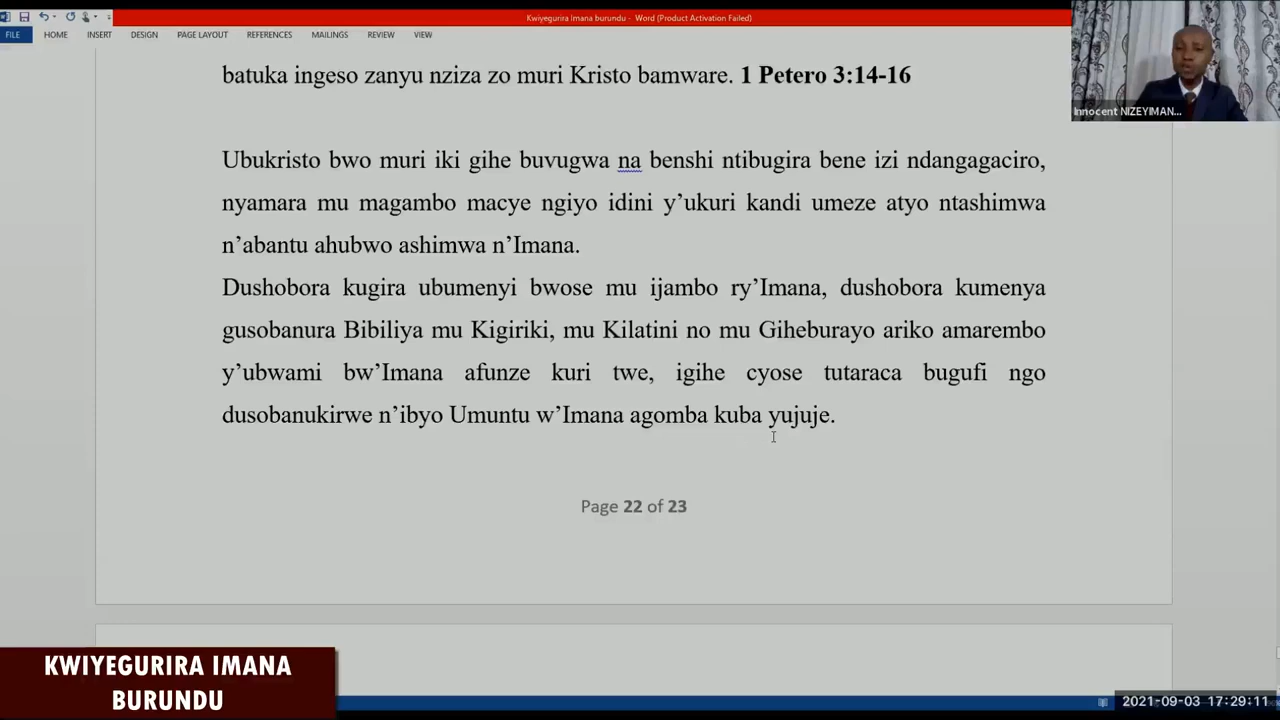 Kwiyegurira Imana burundu - Word (Product Activation Failed)
FILE HOME INSERT DESIGN PAGE LAYOUT REFERENCES MAILINGS REVIEW VIEW
batuka ingeso zanyu nziza zo muri Kristo bamware. 1 Petero 3:14-16
Innocent NIZEYIMAN...
Ubukristo bwo muri iki gihe buvugwa na benshi ntibugira bene izi ndangagaciro,
nyamara mu magambo macye ngiyo idini y’ukuri kandi umeze atyo ntashimwa
n’abantu ahubwo ashimwa n’Imana.
Dushobora kugira ubumenyi bwose mu ijambo ry’Imana, dushobora kumenya
gusobanura Bibiliya mu Kigiriki, mu Kilatini no mu Giheburayo ariko amarembo
y’ubwami bw’Imana afunze kuri twe, igihe cyose tutaraca bugufi ngo
dusobanukirwe n’ibyo Umuntu w’Imana agomba kuba yujuje.
Page 22 of 23
KWIYEGURIRA IMANA
BURUNDU
2021-09-03 17:29:11